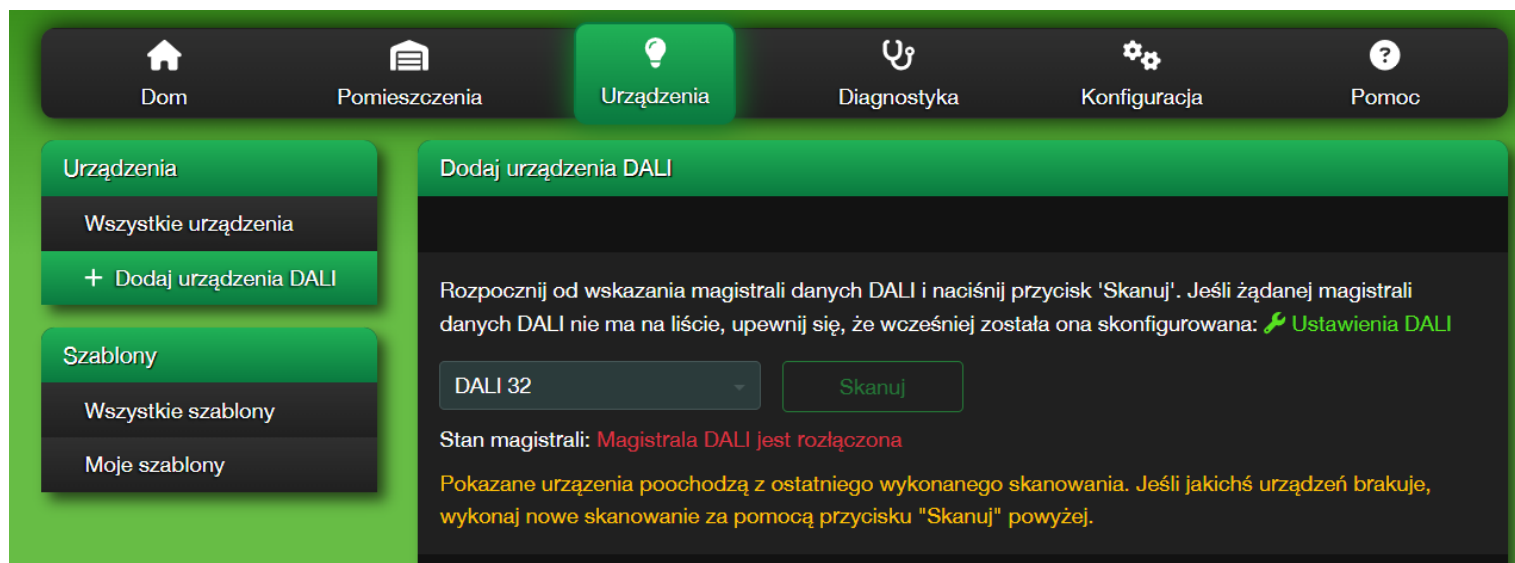 Dom
Pomieszczenia
Urządzenia
Diagnostyka
Konfiguracja
Pomoc
Urządzenia
Wszystkie urządzenia
+ Dodaj urządzenia DALI
Szablony
Wszystkie szablony
Moje szablony
Dodaj urządzenia DALI
Rozpocznij od wskazania magistrali danych DALI i naciśnij przycisk 'Skanuj'. Jeśli żądanej magistrali
danych DALI nie ma na liście, upewnij się, że wcześniej została ona skonfigurowana: Ustawienia DALI
DALI 32
Skanuj
Stan magistrali: Magistrala DALI jest rozłączona
Pokazane urzązenia poochodzą z ostatniego wykonanego skanowania. Jeśli jakichś urządzeń brakuje,
wykonaj nowe skanowanie za pomocą przycisku "Skanuj" powyżej.